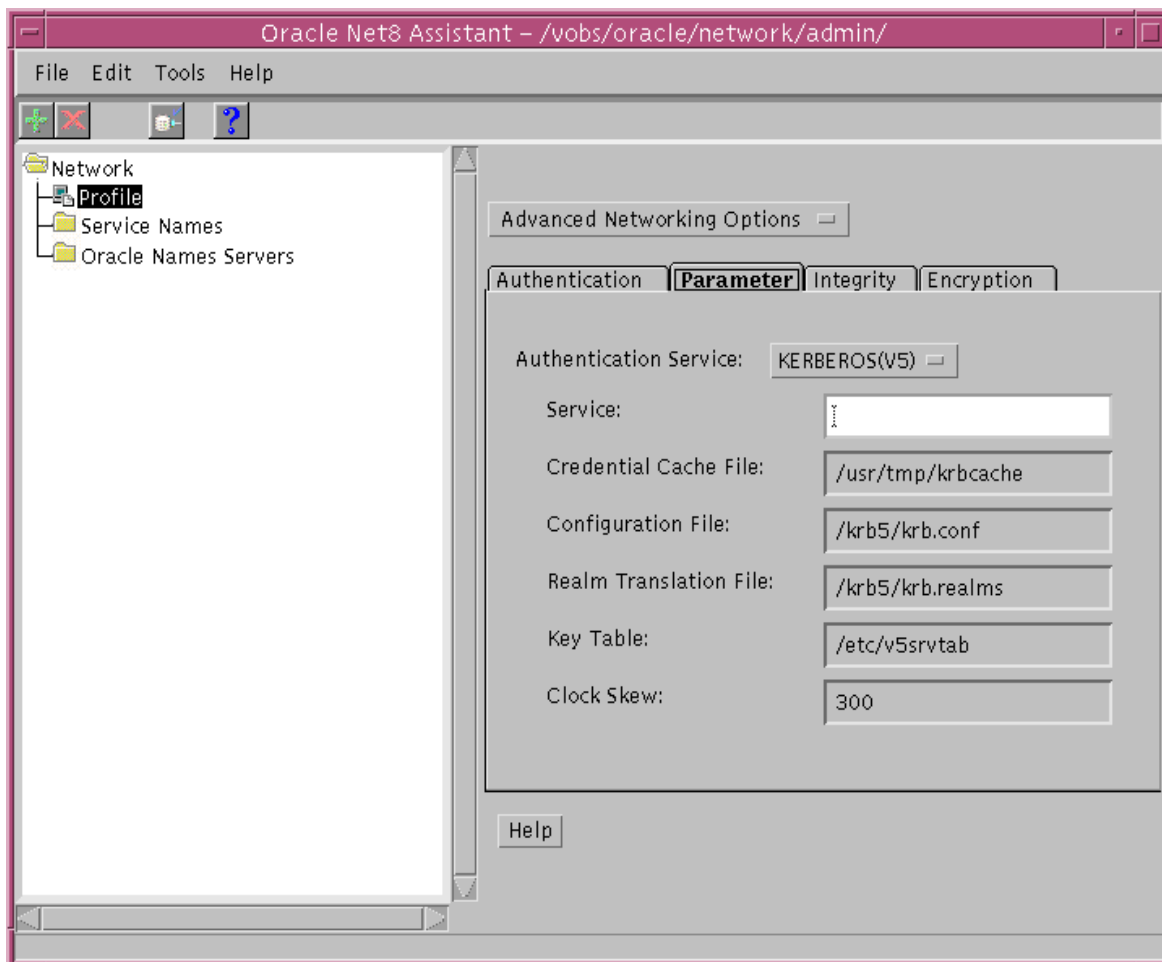 Oracle Net8 Assistant – /vobs/oracle/network/admin/
File Edit Tools Help
?
Network
Profile
Service Names
Oracle Names Servers
Advanced Networking Options
Authentication Parameter Integrity Encryption
Authentication Service: KERBEROS(V5)
Service:
Credential Cache File: /usr/tmp/krbcache
Configuration File: /krb5/krb.conf
Realm Translation File: /krb5/krb.realms
Key Table: /etc/v5srvtab
Clock Skew: 300
Help